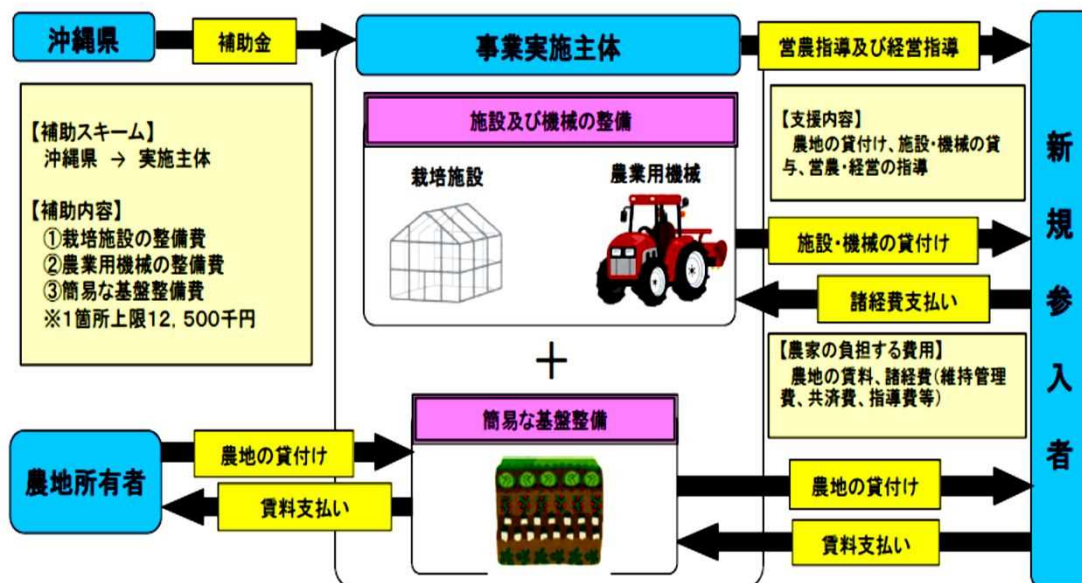 沖縄県
補助金
事業実施主体
営農指導及び経営指導
【補助スキーム】
沖縄県 → 実施主体
【補助内容】
①栽培施設の整備費
②農業用機械の整備費
③簡易な基盤整備費
※1箇所上限12,500千円
施設及び機械の整備
栽培施設
農業用機械
【支援内容】
農地の貸付け、施設・機械の貸
与、営農・経営の指導
施設・機械の貸付け
諸経費支払い
【農家の負担する費用】
農地の賃料、諸経費(維持管理
費、共済費、指導費等)
新規参入者
+
簡易な基盤整備
農地所有者
農地の貸付け
賃料支払い
農地の貸付け
賃料支払い